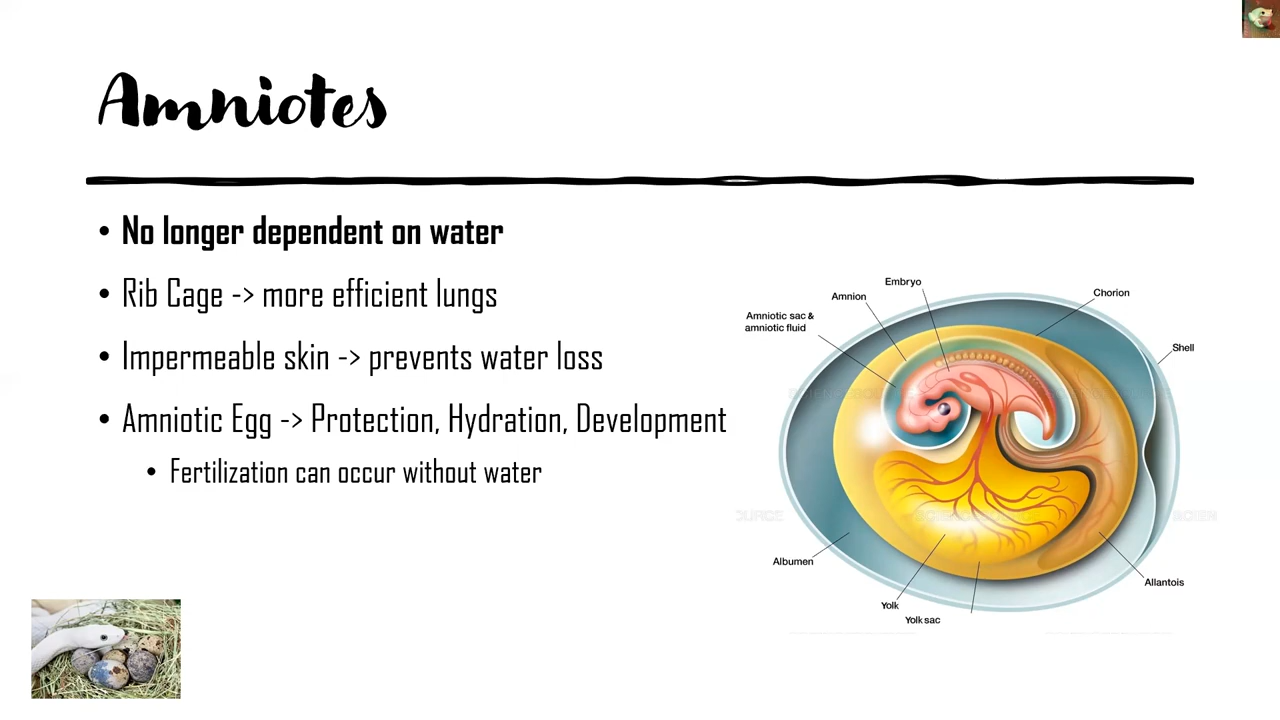 Amniotes
• No longer dependent on water
• Rib Cage -> more efficient lungs
• Impermeable skin -> prevents water loss
• Amniotic Egg -> Protection, Hydration, Development
• Fertilization can occur without water
Embryo
Amnion
Chorion
Amniotic sac &
amniotic fluid
Shell
Albumen
Allantois
Yolk
Yolk sac